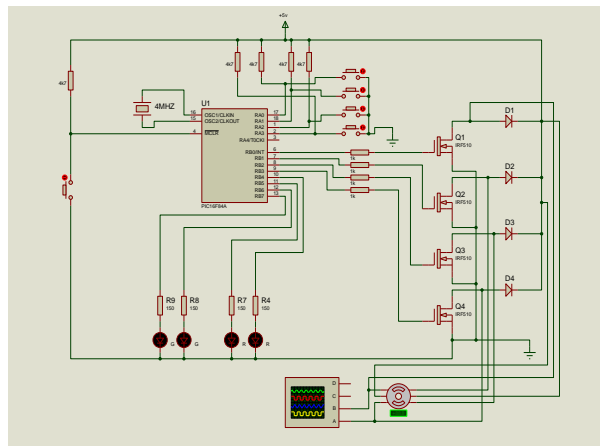 +5v
4k7
4k7
4k7
4k7
4k7
4MHZ
U1
16
15
4
OSC1/CLKIN
OSC2/CLKOUT
MCLR
RA0
RA1
RA2
RA3
RA4/T0CKI
RB0/INT
RB1
RB2
RB3
RB4
RB5
RB6
RB7
17
18
1
2
3
6
7
8
9
10
11
12
13
PIC16F84A
1k
1k
1k
1k
Q1
IRF510
Q2
IRF510
Q3
IRF510
Q4
IRF510
D1
D2
D3
D4
R9
150
R8
150
R7
150
R4
150
G
G
R
R
D
C
B
A